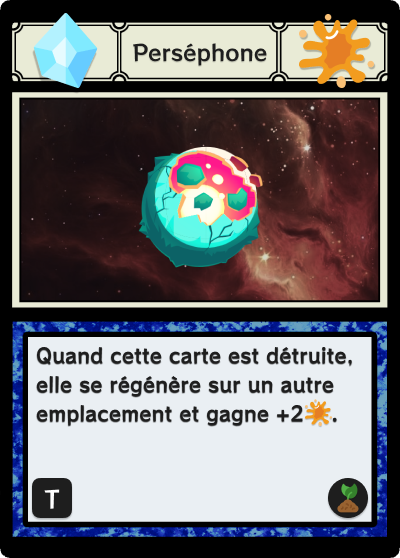 Perséphone
Quand cette carte est détruite,
elle se régénère sur un autre
emplacement et gagne +2.
T